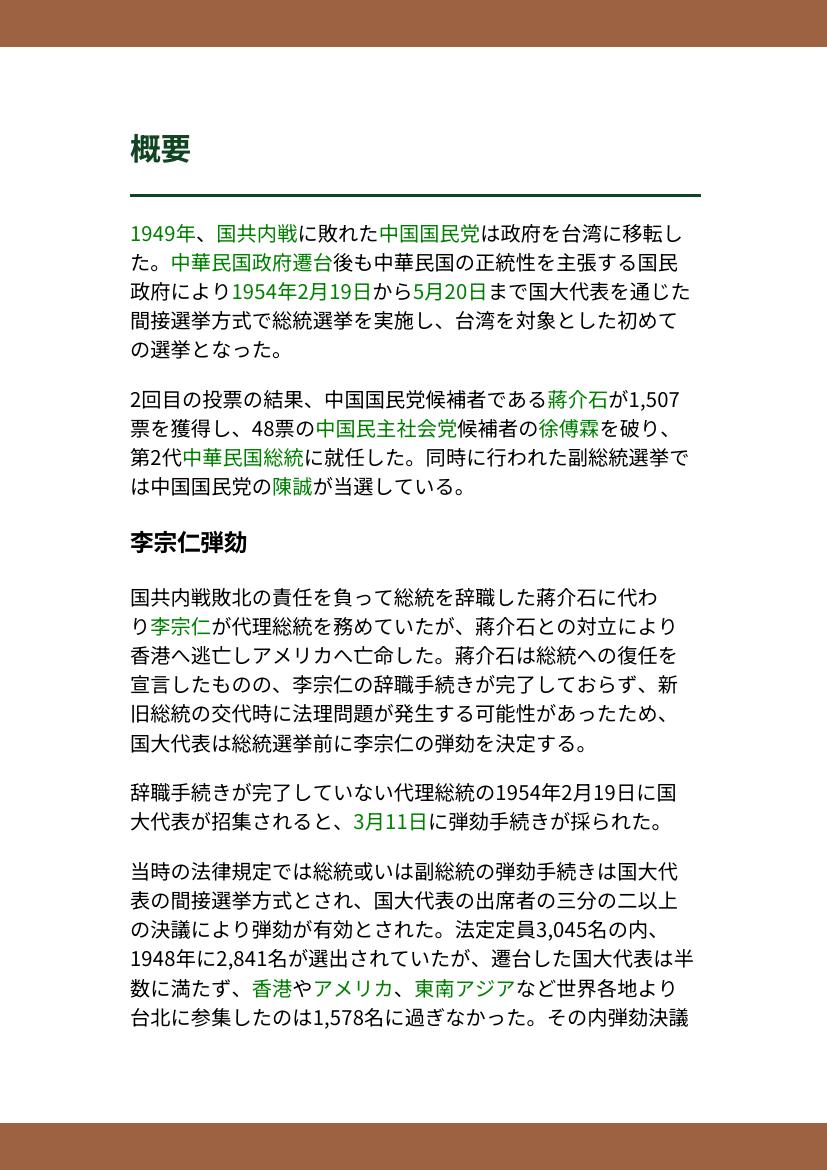 概要
1949年、国共内戦に敗れた中国国民党は政府を台湾に移転し
た。中華民国政府遷台後も中華民国の正統性を主張する国民
政府により1954年2月19日から5月20日まで国大代表を通じた
間接選挙方式で総統選挙を実施し、台湾を対象とした初めて
の選挙となった。
2回目の投票の結果、中国国民党候補者である蔣介石が1,507
票を獲得し、48票の中国民主社会党候補者の徐傅霖を破り、
第2代中華民国総統に就任した。同時に行われた副総統選挙で
は中国国民党の陳誠が当選している。
李宗仁弾劾
国共内戦敗北の責任を負って総統を辞職した蔣介石に代わ
り李宗仁が代理総統を務めていたが、蔣介石との対立により
香港へ逃亡しアメリカへ亡命した。蔣介石は総統への復任を
宣言したものの、李宗仁の辞職手続きが完了しておらず、新
旧総統の交代時に法理問題が発生する可能性があったため、
国大代表は総統選挙前に李宗仁の弾劾を決定する。
辞職手続きが完了していない代理総統の1954年2月19日に国
大代表が招集されると、3月11日に弾劾手続きが採られた。
当時の法律規定では総統或いは副総統の弾劾手続きは国大代
表の間接選挙方式とされ、国大代表の出席者の三分の二以上
の決議により弾劾が有効とされた。法定定員3,045名の内、
1948年に2,841名が選出されていたが、遷台した国大代表は半
数に満たず、香港やアメリカ、東南アジアなど世界各地より
台北に参集したのは1,578名に過ぎなかった。その内弾劾決議